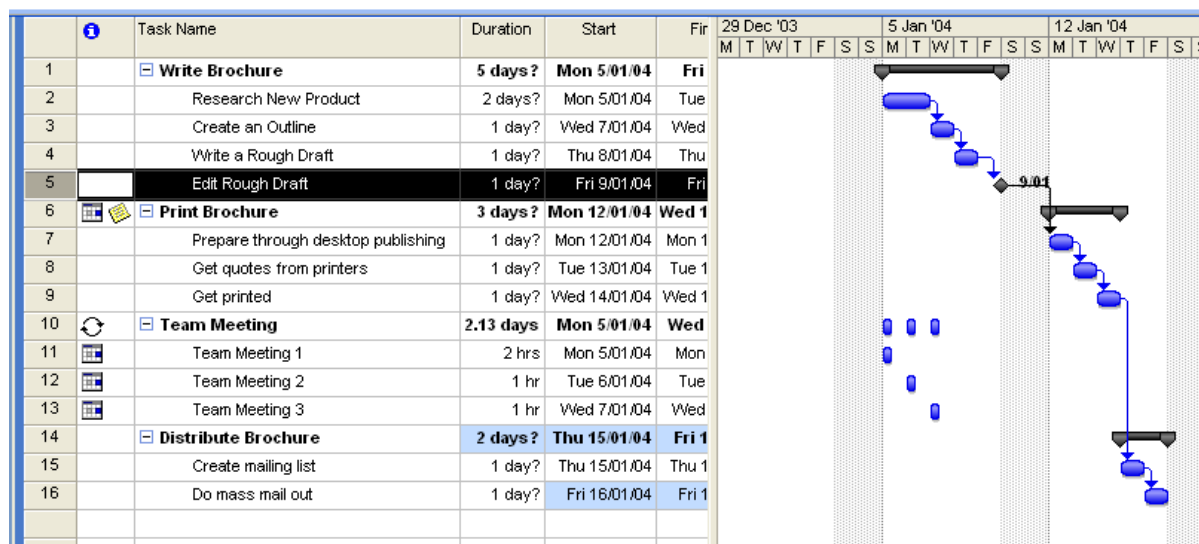 Task Name Duration Start Fir 29 Dec '03 5 Jan '04 12 Jan '04
M T W T F S S M T W T F S S M T W T F S S
1 Write Brochure 5 days? Mon 5/01/04 Fri
2 Research New Product 2 days? Mon 5/01/04 Tue
3 Create an Outline 1 day? Wed 7/01/04 Wed
4 Write a Rough Draft 1 day? Thu 8/01/04 Thu
5 Edit Rough Draft 1 day? Fri 9/01/04 Fri 9/01
6 Print Brochure 3 days? Mon 12/01/04 Wed 1
7 Prepare through desktop publishing 1 day? Mon 12/01/04 Mon 1
8 Get quotes from printers 1 day? Tue 13/01/04 Tue 1
9 Get printed 1 day? Wed 14/01/04 Wed 1
10 Team Meeting 2.13 days Mon 5/01/04 Wed
11 Team Meeting 1 2 hrs Mon 5/01/04 Mon
12 Team Meeting 2 1 hr Tue 6/01/04 Tue
13 Team Meeting 3 1 hr Wed 7/01/04 Wed
14 Distribute Brochure 2 days? Thu 15/01/04 Fri 1
15 Create mailing list 1 day? Thu 15/01/04 Thu 1
16 Do mass mail out 1 day? Fri 16/01/04 Fri 1